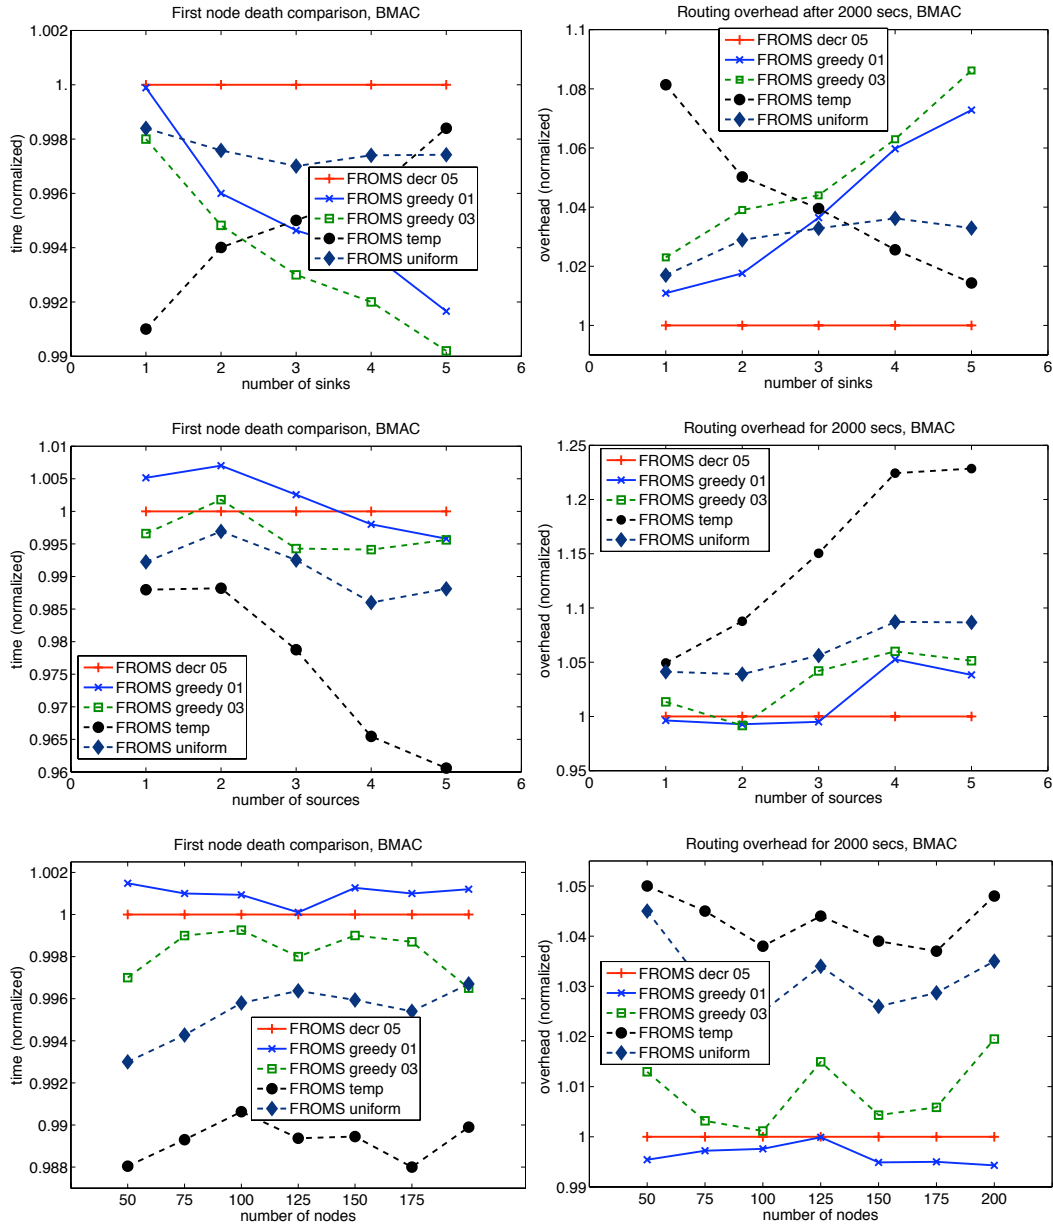 First node death comparison, BMAC
1.002
1
0.998
0.996
0.994
0.992
0.99
0
1
2
3
4
5
6
number of sinks
time (normalized)
FROMS decr 05
FROMS greedy 01
FROMS greedy 03
FROMS temp
FROMS uniform
Routing overhead after 2000 secs, BMAC
1.1
1.08
1.06
1.04
1.02
1
0
1
2
3
4
5
6
number of sinks
overhead (normalized)
FROMS decr 05
FROMS greedy 01
FROMS greedy 03
FROMS temp
FROMS uniform
First node death comparison, BMAC
1.01
1.005
1
0.995
0.99
0.985
0.98
0.975
0.97
0.965
0.96
0
1
2
3
4
5
6
number of sources
time (normalized)
FROMS decr 05
FROMS greedy 01
FROMS greedy 03
FROMS temp
FROMS uniform
Routing overhead for 2000 secs, BMAC
1.25
1.2
1.15
1.1
1.05
1
0.95
0
1
2
3
4
5
6
number of sources
overhead (normalized)
FROMS decr 05
FROMS greedy 01
FROMS greedy 03
FROMS temp
FROMS uniform
First node death comparison, BMAC
1.002
1
0.998
0.996
0.994
0.992
0.99
0.988
50
75
100
125
150
175
number of nodes
time (normalized)
FROMS decr 05
FROMS greedy 01
FROMS greedy 03
FROMS temp
FROMS uniform
Routing overhead for 2000 secs, BMAC
1.05
1.04
1.03
1.02
1.01
1
0.99
50
75
100
125
150
175
200
number of nodes
overhead (normalized)
FROMS decr 05
FROMS greedy 01
FROMS greedy 03
FROMS temp
FROMS uniform